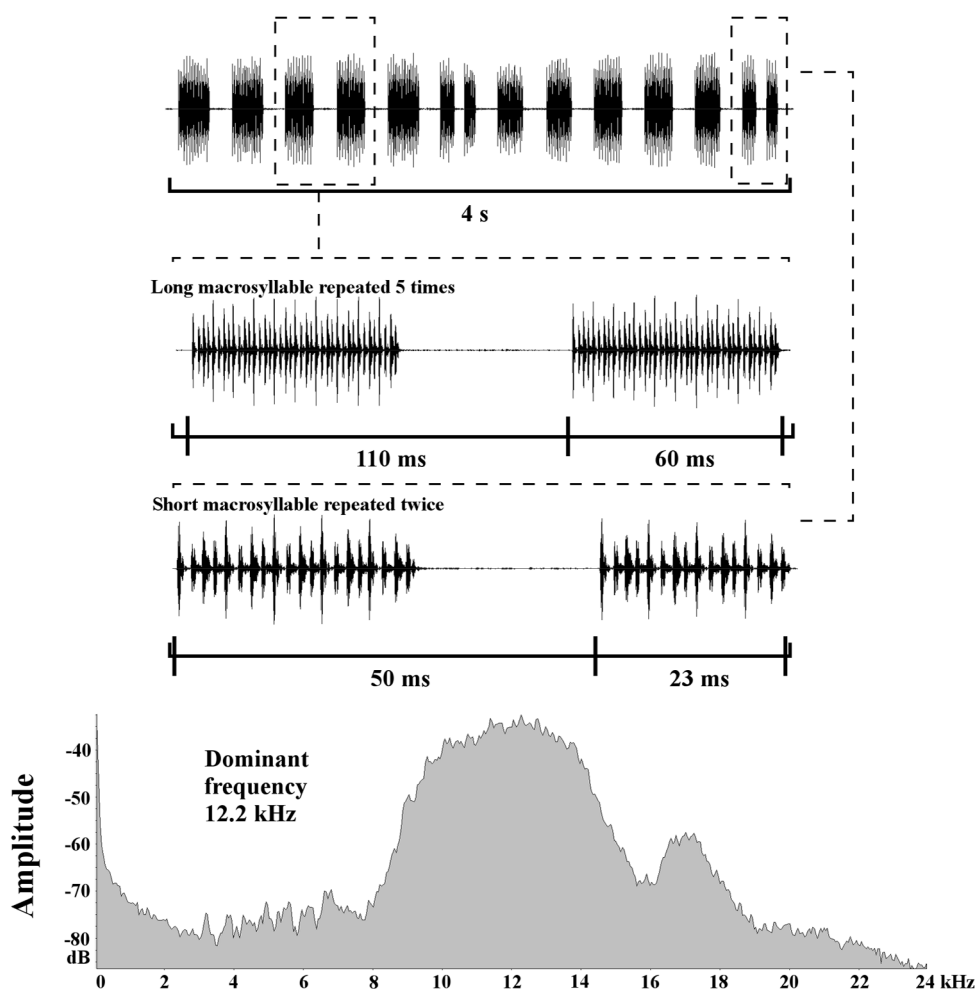 4 s
Long macrosyllable repeated 5 times
110 ms
60 ms
Short macrosyllable repeated twice
50 ms
23 ms
Dominant
frequency
12.2 kHz
Amplitude
-40
-50
-60
-70
-80
dB
0 2 4 6 8 10 12 14 16 18 20 22 24 kHz